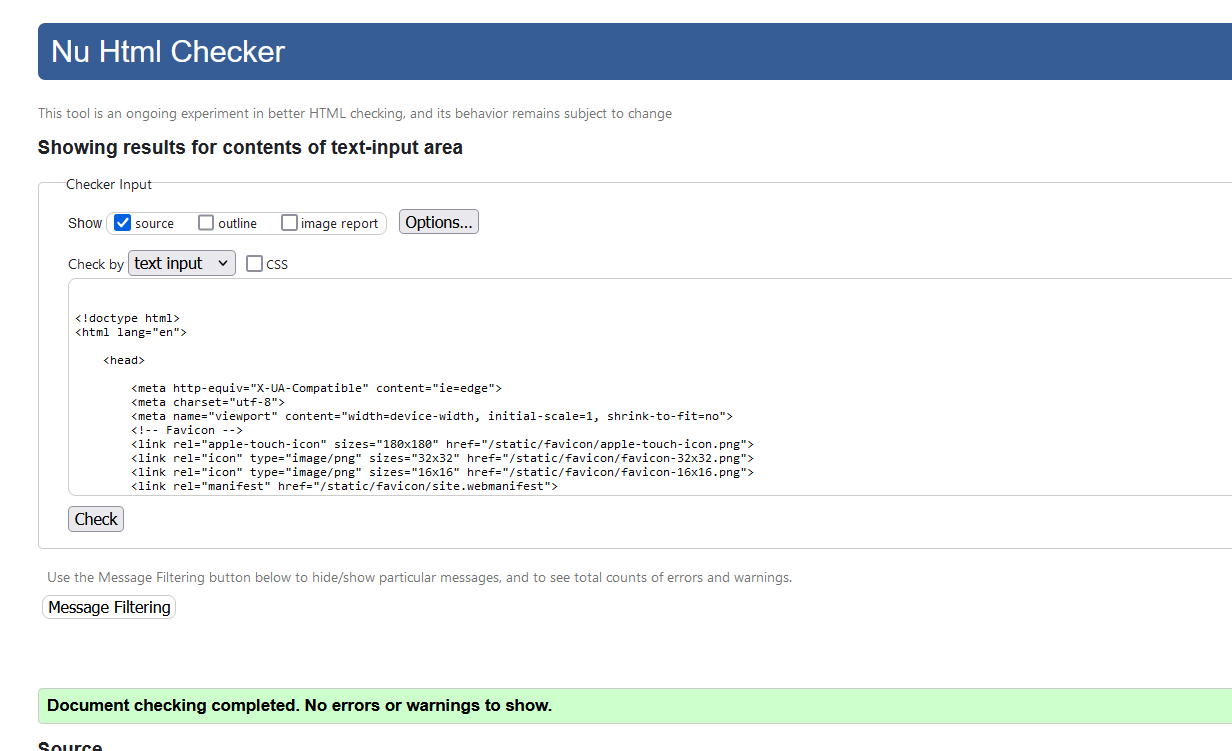 Nu Html Checker
This tool is an ongoing experiment in better HTML checking, and its behavior remains subject to change
Showing results for contents of text-input area
Checker Input
Show source outline image report Options...
Check by text input CSS
<!doctype html>
<html lang="en">
<head>
<meta http-equiv="X-UA-Compatible" content="ie=edge">
<meta charset="utf-8">
<meta name="viewport" content="width=device-width, initial-scale=1, shrink-to-fit=no">
<!-- Favicon -->
<link rel="apple-touch-icon" sizes="180x180" href="/static/favicon/apple-touch-icon.png">
<link rel="icon" type="image/png" sizes="32x32" href="/static/favicon/favicon-32x32.png">
<link rel="icon" type="image/png" sizes="16x16" href="/static/favicon/favicon-16x16.png">
<link rel="manifest" href="/static/favicon/site.webmanifest">
Check
Use the Message Filtering button below to hide/show particular messages, and to see total counts of errors and warnings.
Message Filtering
Document checking completed. No errors or warnings to show.
Source